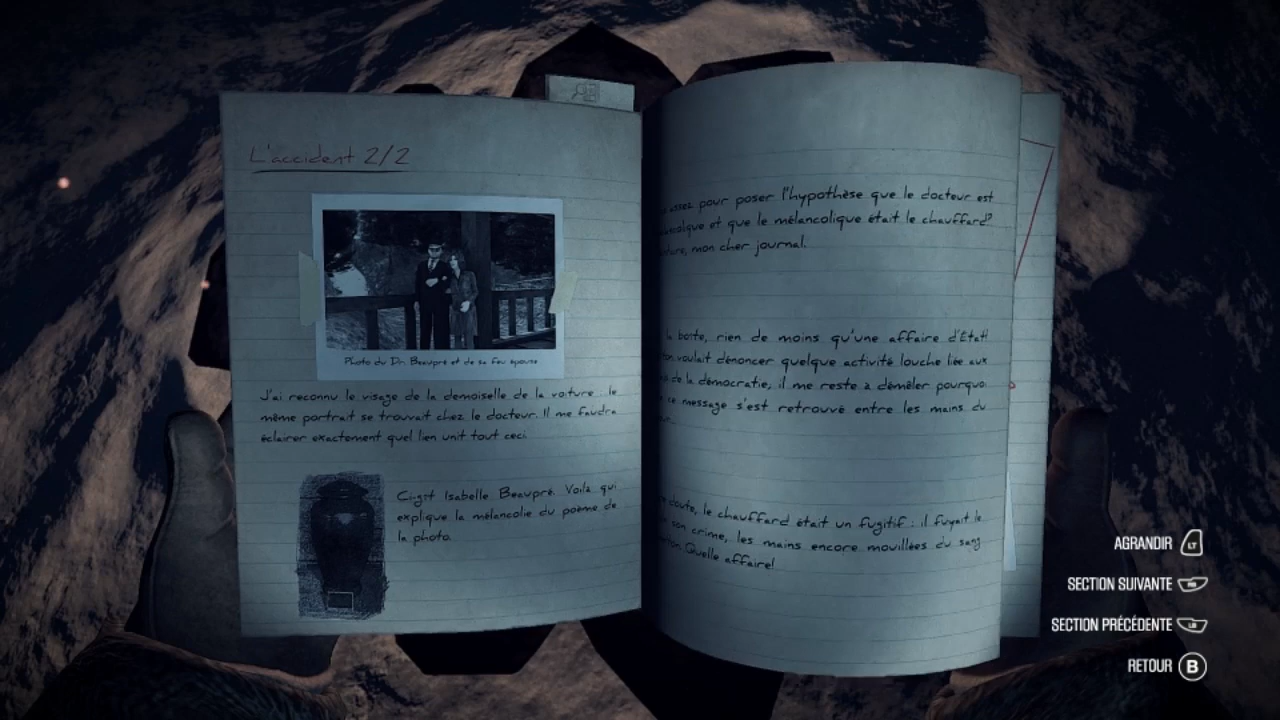 L'accident 2/2
Photo du Dr. Beaupré et de sa feu épouse
J'ai reconnu le visage de la demoiselle de la voiture... le
même portrait se trouvait chez le docteur. Il me faudra
éclairer exactement quel lien unit tout ceci.
Ci-gît Isabelle Beaupré. Voilà qui
explique la mélancolie du poème de
la photo.
assez pour poser l'hypothèse que le docteur est
et que le mélancolique était le chauffard?
mon cher journal.
la boîte, rien de moins qu'une affaire d'État!
voulait dénoncer quelque activité louche liée aux
de la démocratie, il me reste à démêler pourquoi
ce message s'est retrouvé entre les mains du
doute, le chauffard était un fugitif : il fuyait le
son crime, les mains encore mouillées du sang
Quelle affaire!
AGRANDIR LT
SECTION SUIVANTE RB
SECTION PRÉCÉDENTE LB
RETOUR B